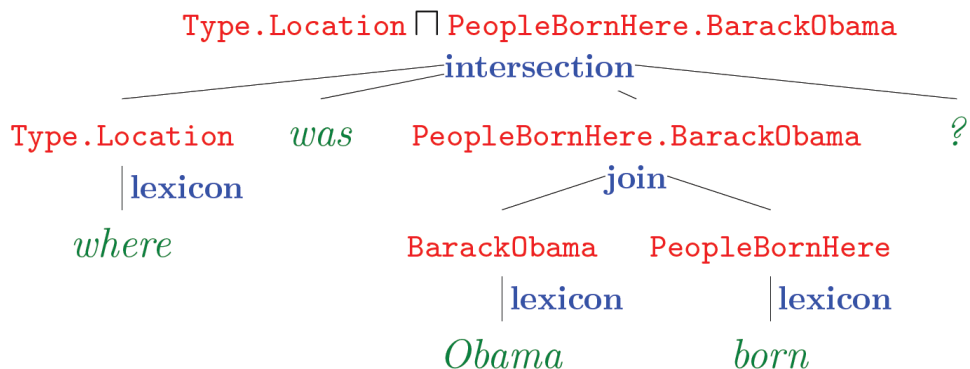 Type.Location ⊓ PeopleBornHere.BarackObama
intersection
Type.Location was PeopleBornHere.BarackObama ?
lexicon join
where BarackObama PeopleBornHere
lexicon lexicon
Obama born